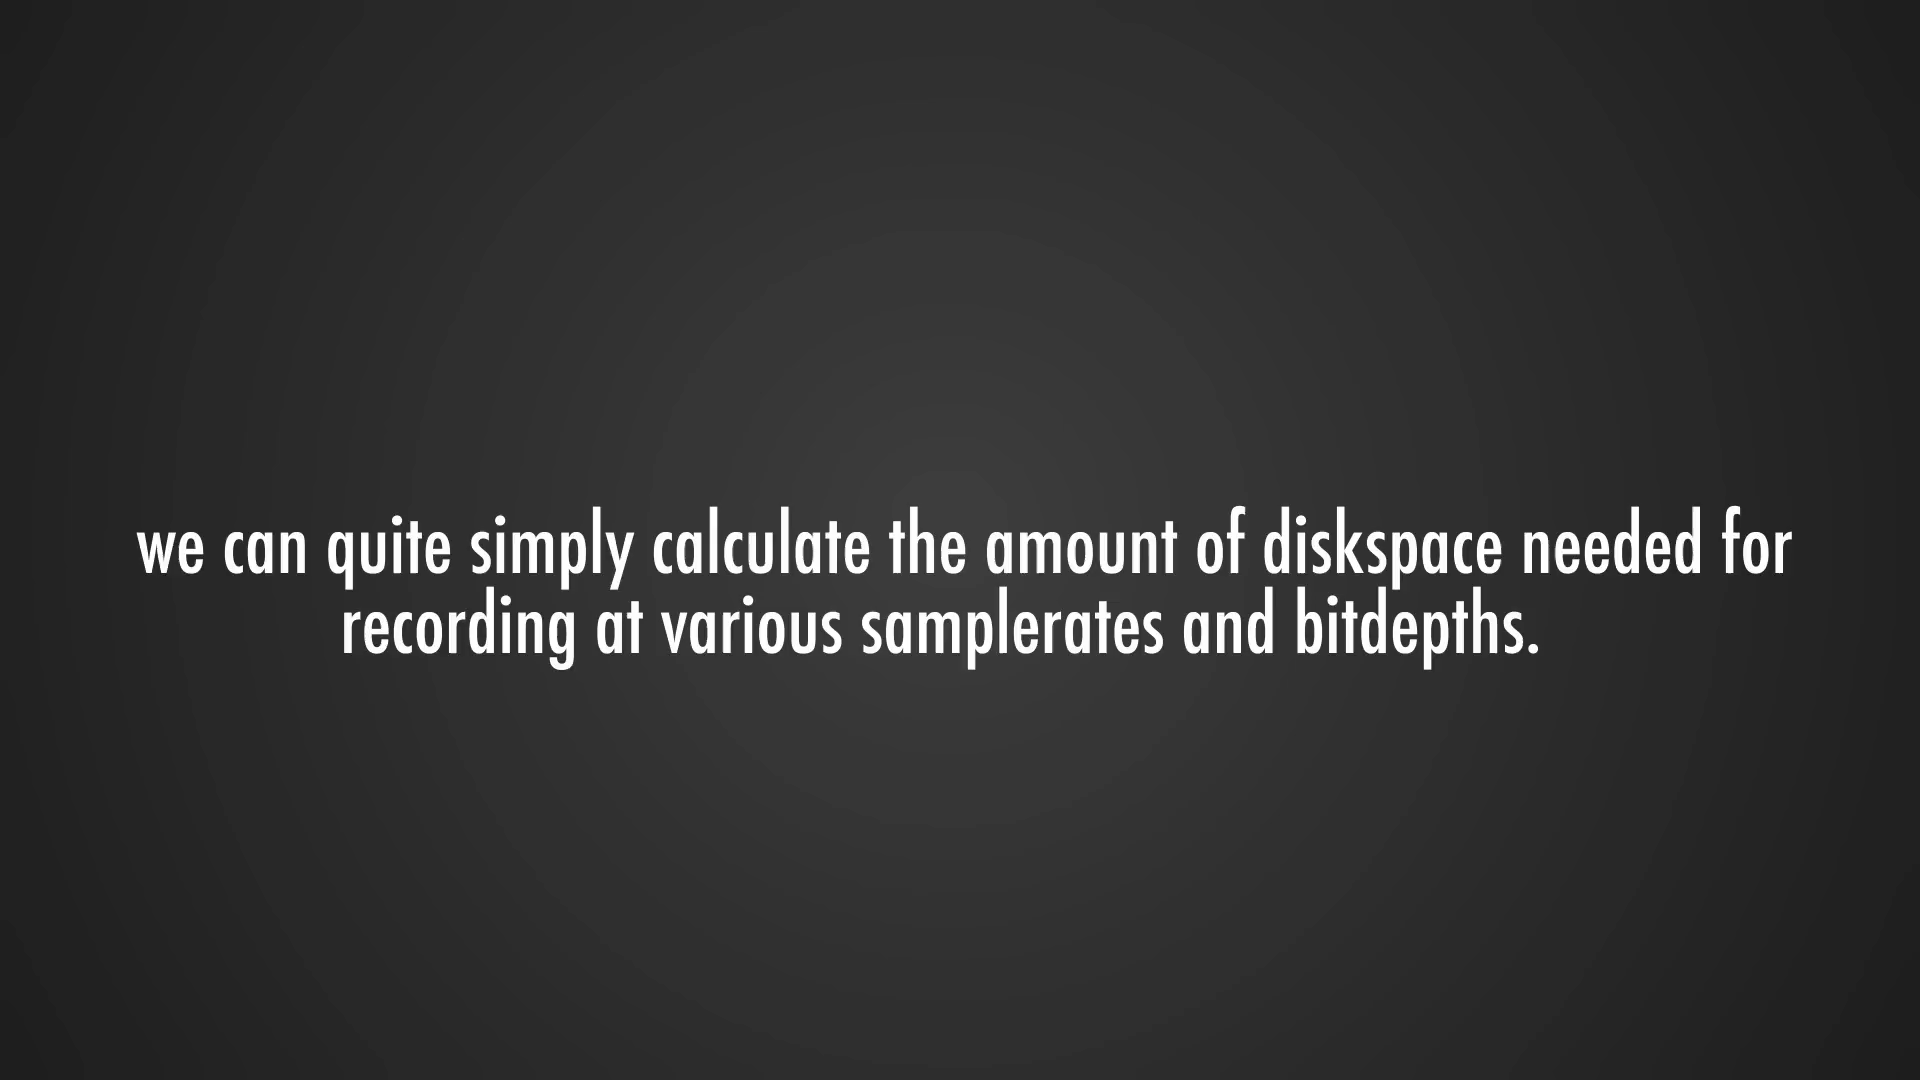 we can quite simply calculate the amount of diskspace needed for
recording at various samplerates and bitdepths.